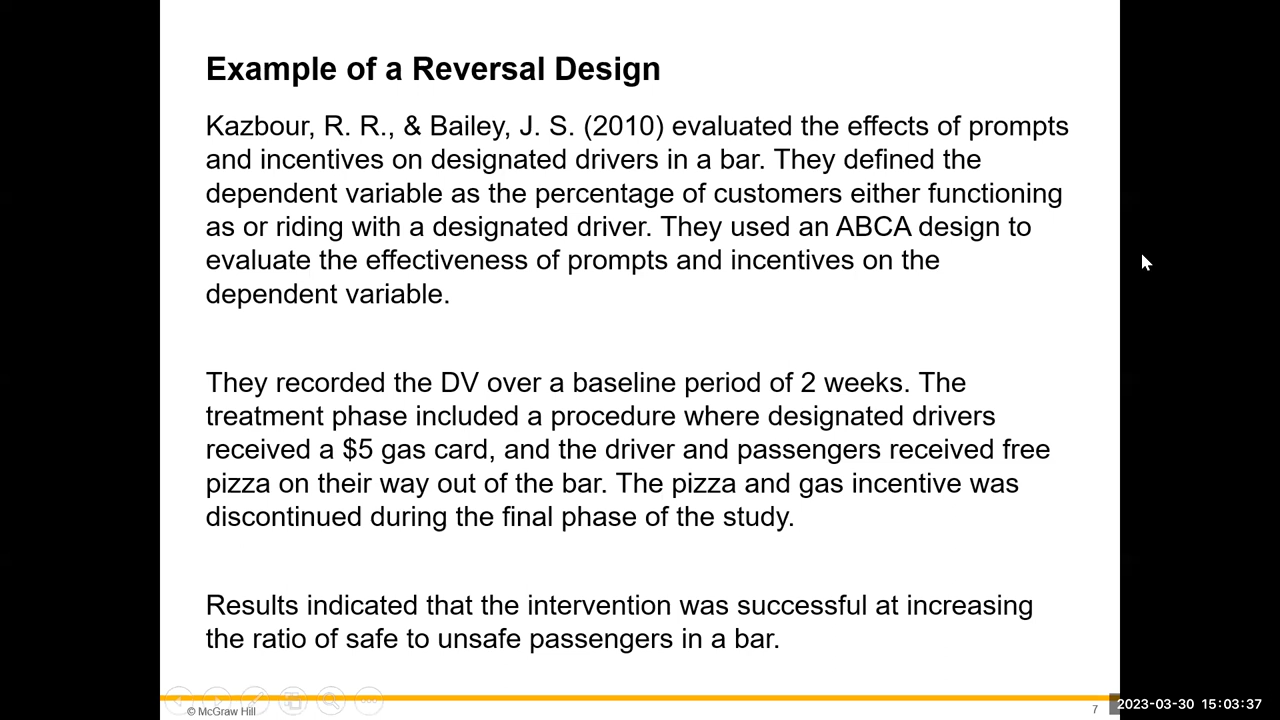 Example of a Reversal Design
Kazbour, R. R., & Bailey, J. S. (2010) evaluated the effects of prompts
and incentives on designated drivers in a bar. They defined the
dependent variable as the percentage of customers either functioning
as or riding with a designated driver. They used an ABCA design to
evaluate the effectiveness of prompts and incentives on the
dependent variable.
They recorded the DV over a baseline period of 2 weeks. The
treatment phase included a procedure where designated drivers
received a $5 gas card, and the driver and passengers received free
pizza on their way out of the bar. The pizza and gas incentive was
discontinued during the final phase of the study.
Results indicated that the intervention was successful at increasing
the ratio of safe to unsafe passengers in a bar.
© McGraw Hill
7
2023-03-30 15:03:37